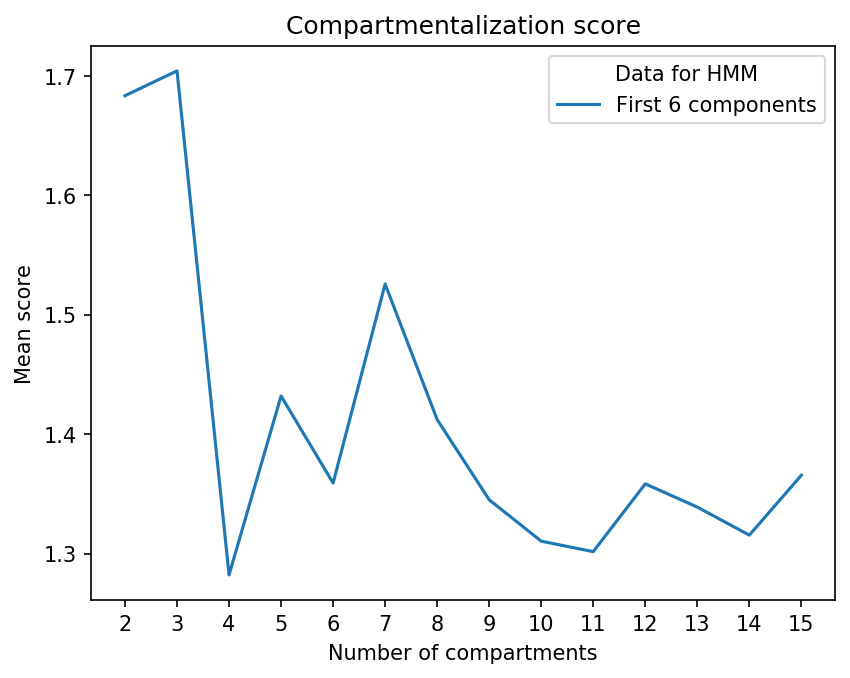 Compartmentalization score
Data for HMM
First 6 components
Mean score
1.7
1.6
1.5
1.4
1.3
2 3 4 5 6 7 8 9 10 11 12 13 14 15
Number of compartments